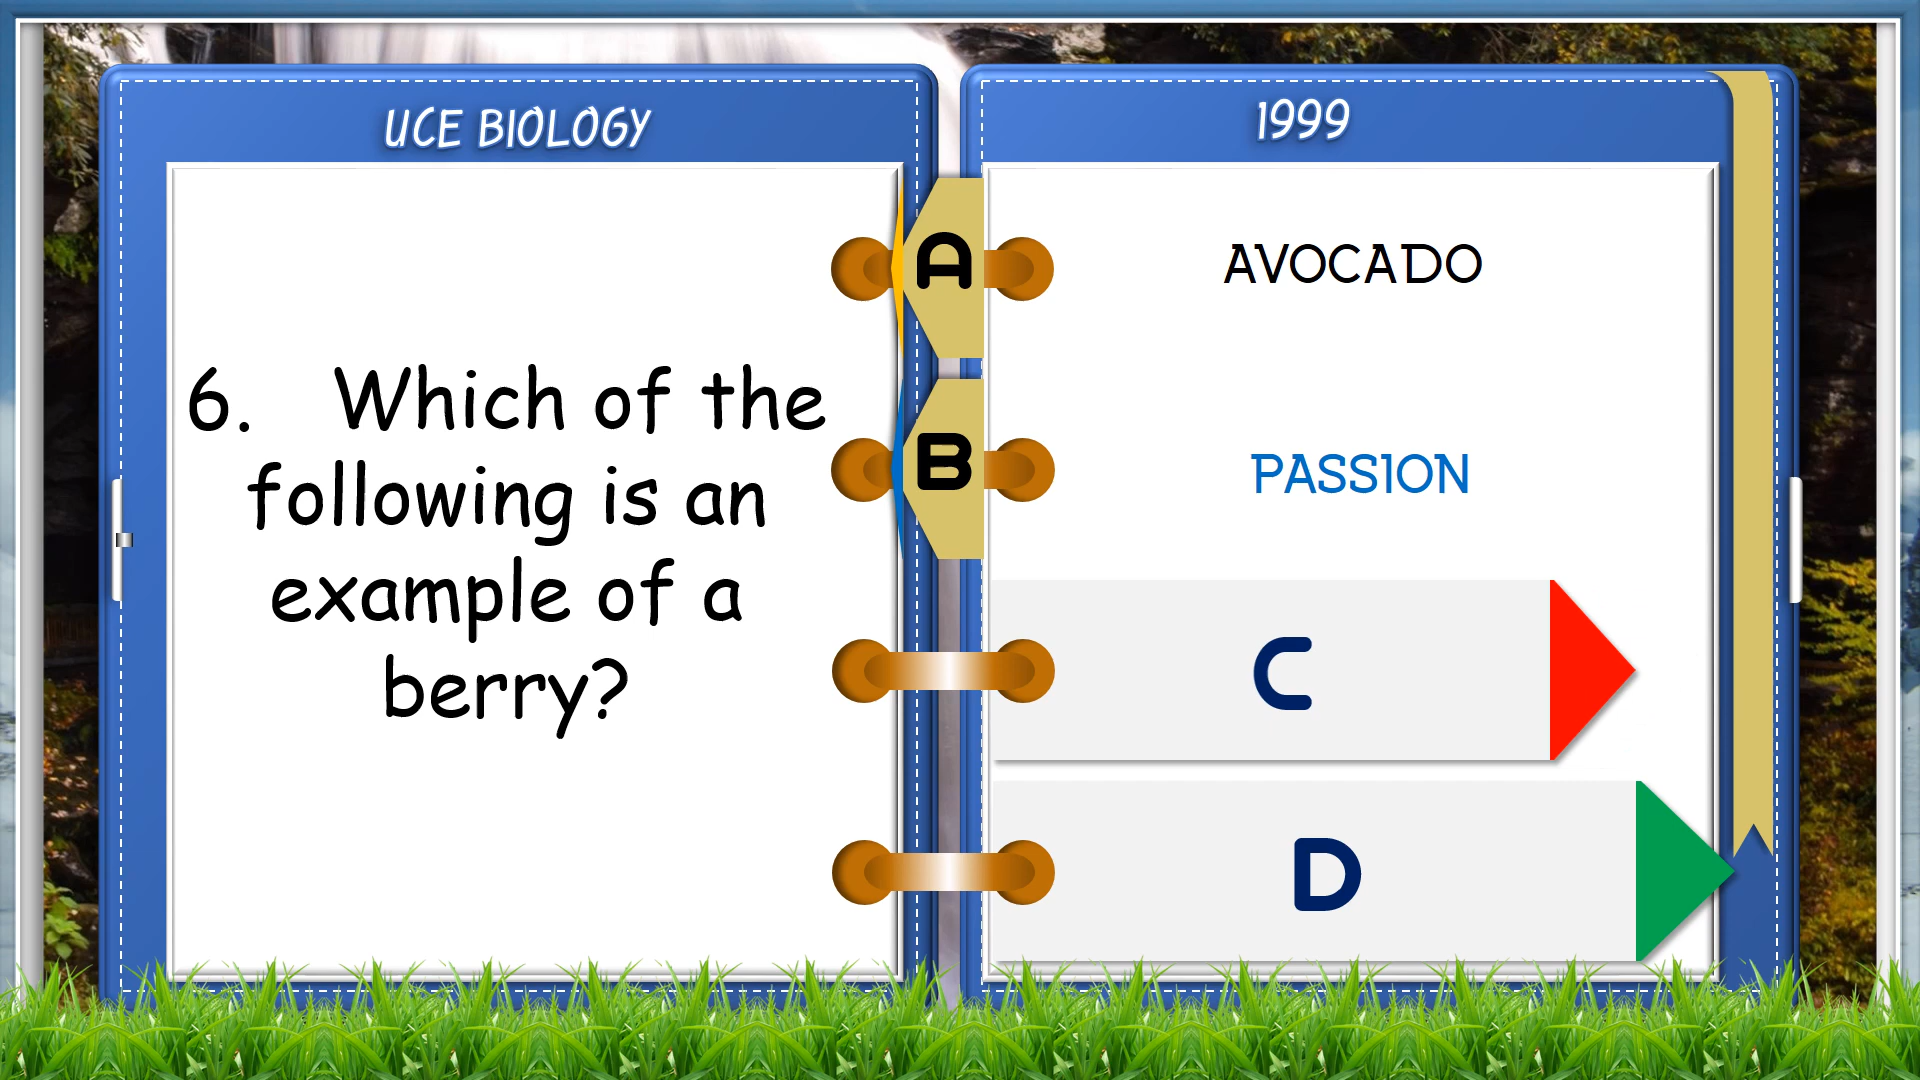 UCE BIOLOGY
6. Which of the
following is an
example of a
berry?
1999
A
AVOCADO
B
PASSION
C
D